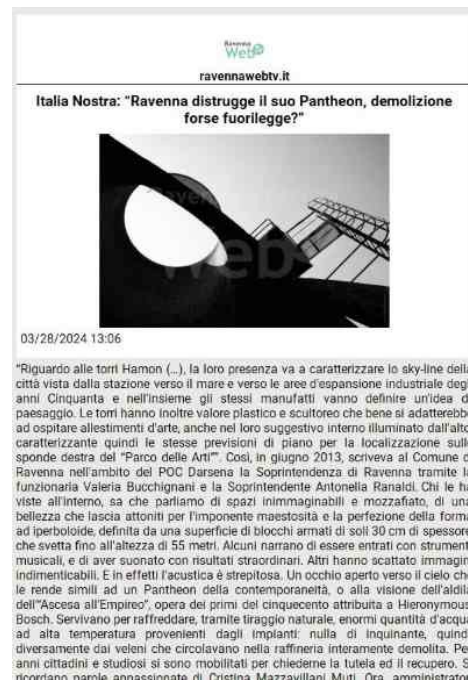 Ravenna
Web
ravennawebtv.it
Italia Nostra: “Ravenna distrugge il suo Pantheon, demolizione
forse fuorilegge?”
Web
03/28/2024 13:06
“Riguardo alle torri Hamon (…), la loro presenza va a caratterizzare lo sky-line della
città vista dalla stazione verso il mare e verso le aree d’espansione industriale degli
anni Cinquanta e nell’insieme gli stessi manufatti vanno definire un’idea di
paesaggio. Le torri hanno inoltre valore plastico e scultoreo che bene si adatterebbe
ad ospitare allestimenti d’arte, anche nel loro suggestivo interno illuminato dall’alto,
caratterizzante quindi le stesse previsioni di piano per la localizzazione sulle
sponde destra del “Parco delle Arti””. Così, in giugno 2013, scriveva al Comune di
Ravenna nell’ambito del POC Darsena la Soprintendenza di Ravenna tramite la
funzionaria Valeria Bucchignani e la Soprintendente Antonella Ranaldi. Chi le ha
viste all’interno, sa che parliamo di spazi inimmaginabili e mozzafiato, di una
bellezza che lascia attoniti per l’imponente maestosità e la perfezione della forma
ad iperboloide, definita da una superficie di blocchi armati di soli 30 cm di spessore
che svetta fino all’altezza di 55 metri. Alcuni narrano di essere entrati con strumenti
musicali, e di aver suonato con risultati straordinari. Altri hanno scattato immagini
indimenticabili. E in effetti l’acustica è strepitosa. Un occhio aperto verso il cielo che
le rende simili ad un Pantheon della contemporaneità, o alla visione dell’aldilà
dell’“Ascesa all’Empireo”, opera dei primi del cinquecento attribuita a Hieronymous
Bosch. Servivano per raffreddare, tramite tiraggio naturale, enormi quantità d’acqua
ad alta temperatura provenienti dagli impianti: nulla di inquinante, quindi,
diversamente dai veleni che circolavano nella raffineria interamente demolita. Per
anni cittadini e studiosi si sono mobilitati per chiederne la tutela ed il recupero. Si
ricordano parole appassionate di Cristina Mazzavillani Muti. Ora, amministratori